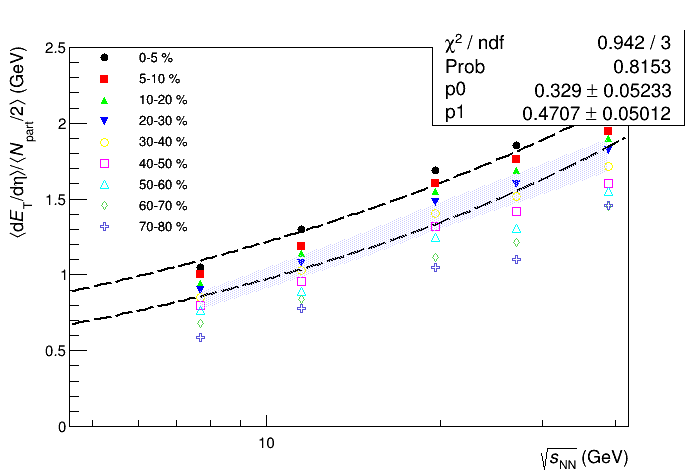 χ² / ndf 0.942 / 3
Prob 0.8153
p0 0.329 ± 0.05233
p1 0.4707 ± 0.05012
⟨dE_T/dη⟩/⟨N_part/2⟩ (GeV)
2.5
2
1.5
1
0.5
0
0-5 %
5-10 %
10-20 %
20-30 %
30-40 %
40-50 %
50-60 %
60-70 %
70-80 %
10
√s_NN (GeV)